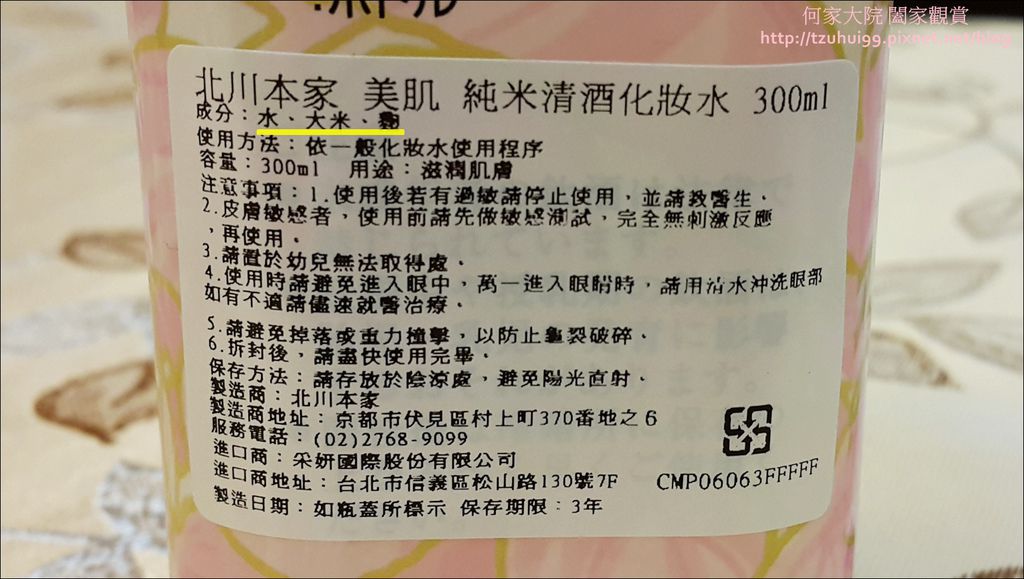 ボトル
何家大院 闔家觀賞
http://tzuhui99.pixnet.net/blog
北川本家 美肌 純米清酒化妝水 300ml
成分：水、大米、麴
使用方法：依一般化妝水使用程序
容量：300ml 用途：滋潤肌膚
注意事項：1.使用後若有過敏請停止使用，並請教醫生．
2.皮膚敏感者，使用前請先做敏感測試，完全無刺激反應
，再使用．
3.請置於幼兒無法取得處．
4.使用時請避免進入眼中，萬一進入眼睛時，請用清水沖洗眼部
如有不適請儘速就醫治療．
5.請避免掉落或重力撞擊，以防止龜裂破碎．
6.拆封後，請盡快使用完畢．
保存方法：請存放於陰涼處，避免陽光直射．
製造商：北川本家
製造商地址：京都市伏見區村上町370番地之6
服務電話：(02)2768-9099
進口商：采妍國際股份有限公司
進口商地址：台北市信義區松山路130號7F
CMP06063FFFFF
製造日期：如瓶蓋所標示 保存期限：3年